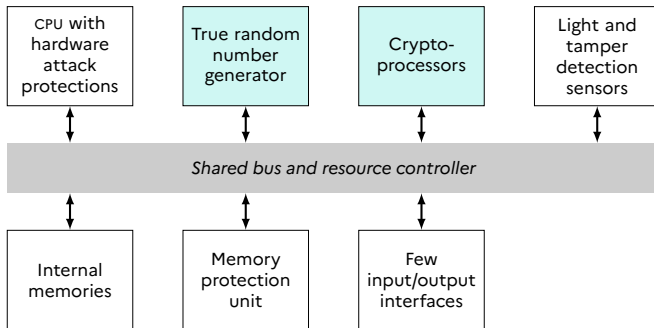 CPU with
hardware
attack
protections
True random
number
generator
Crypto-
processors
Light and
tamper
detection
sensors
Shared bus and resource controller
Internal
memories
Memory
protection
unit
Few
input/output
interfaces